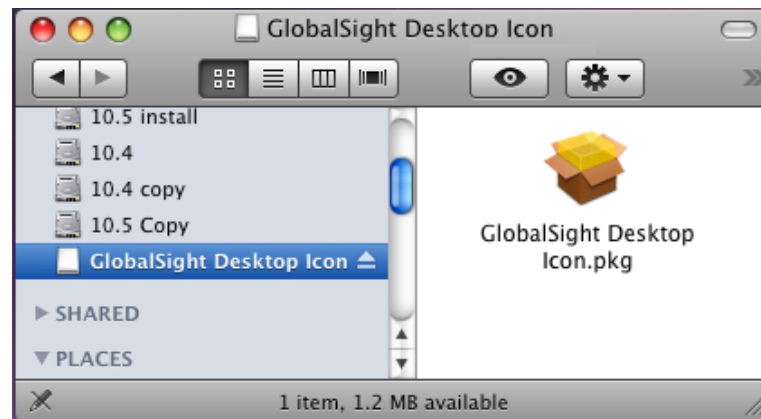 GlobalSight Desktop Icon
10.5 install
10.4
10.4 copy
10.5 Copy
GlobalSight Desktop Icon
SHARED
PLACES
GlobalSight Desktop
Icon.pkg
1 item, 1.2 MB available